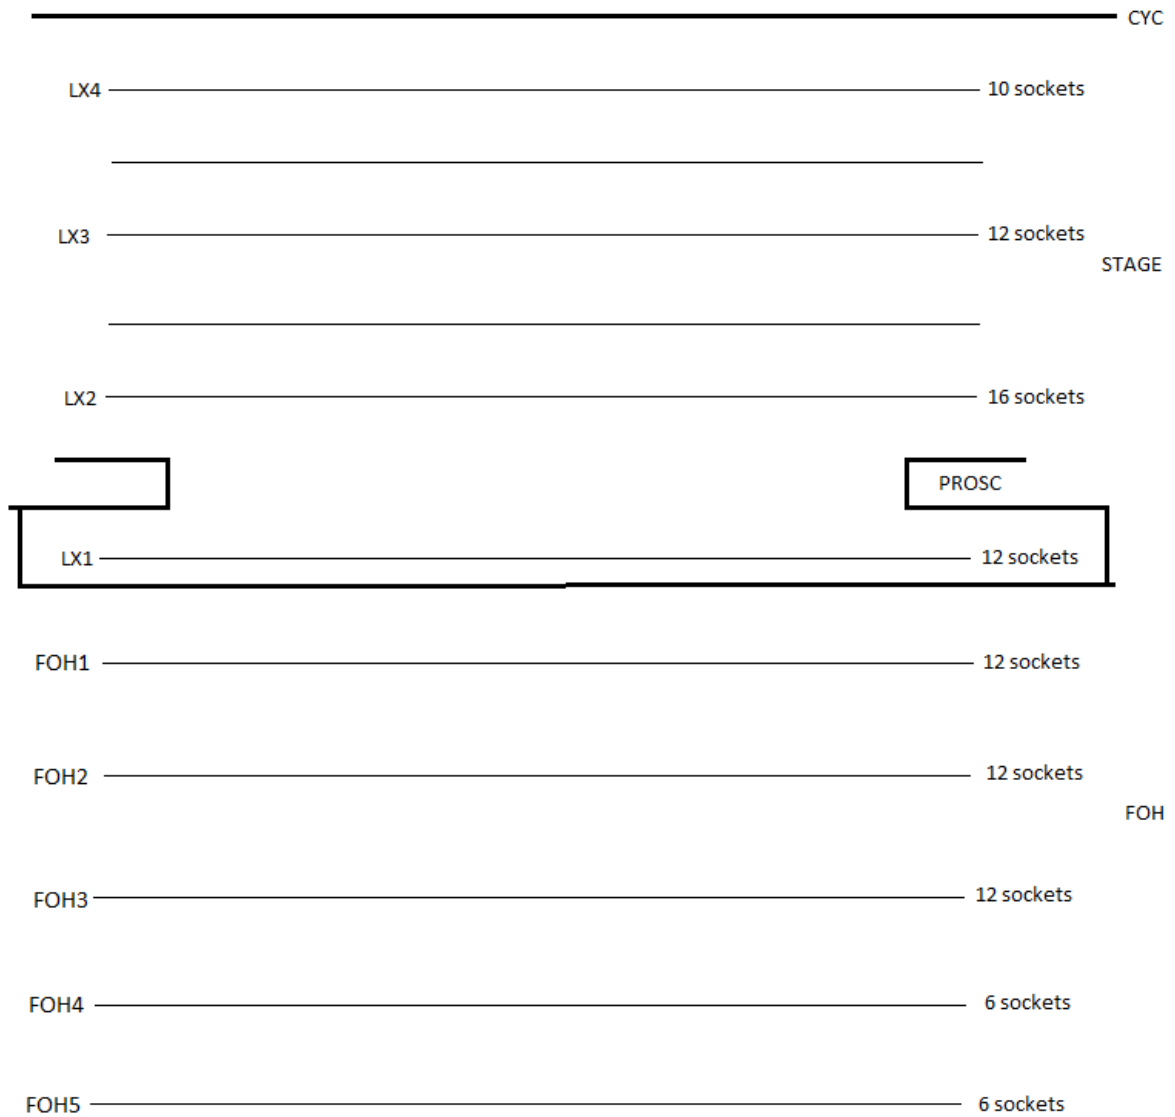 CYC
LX4 10 sockets
LX3 12 sockets
STAGE
LX2 16 sockets
PROSC
LX1 12 sockets
FOH1 12 sockets
FOH2 12 sockets
FOH
FOH3 12 sockets
FOH4 6 sockets
FOH5 6 sockets